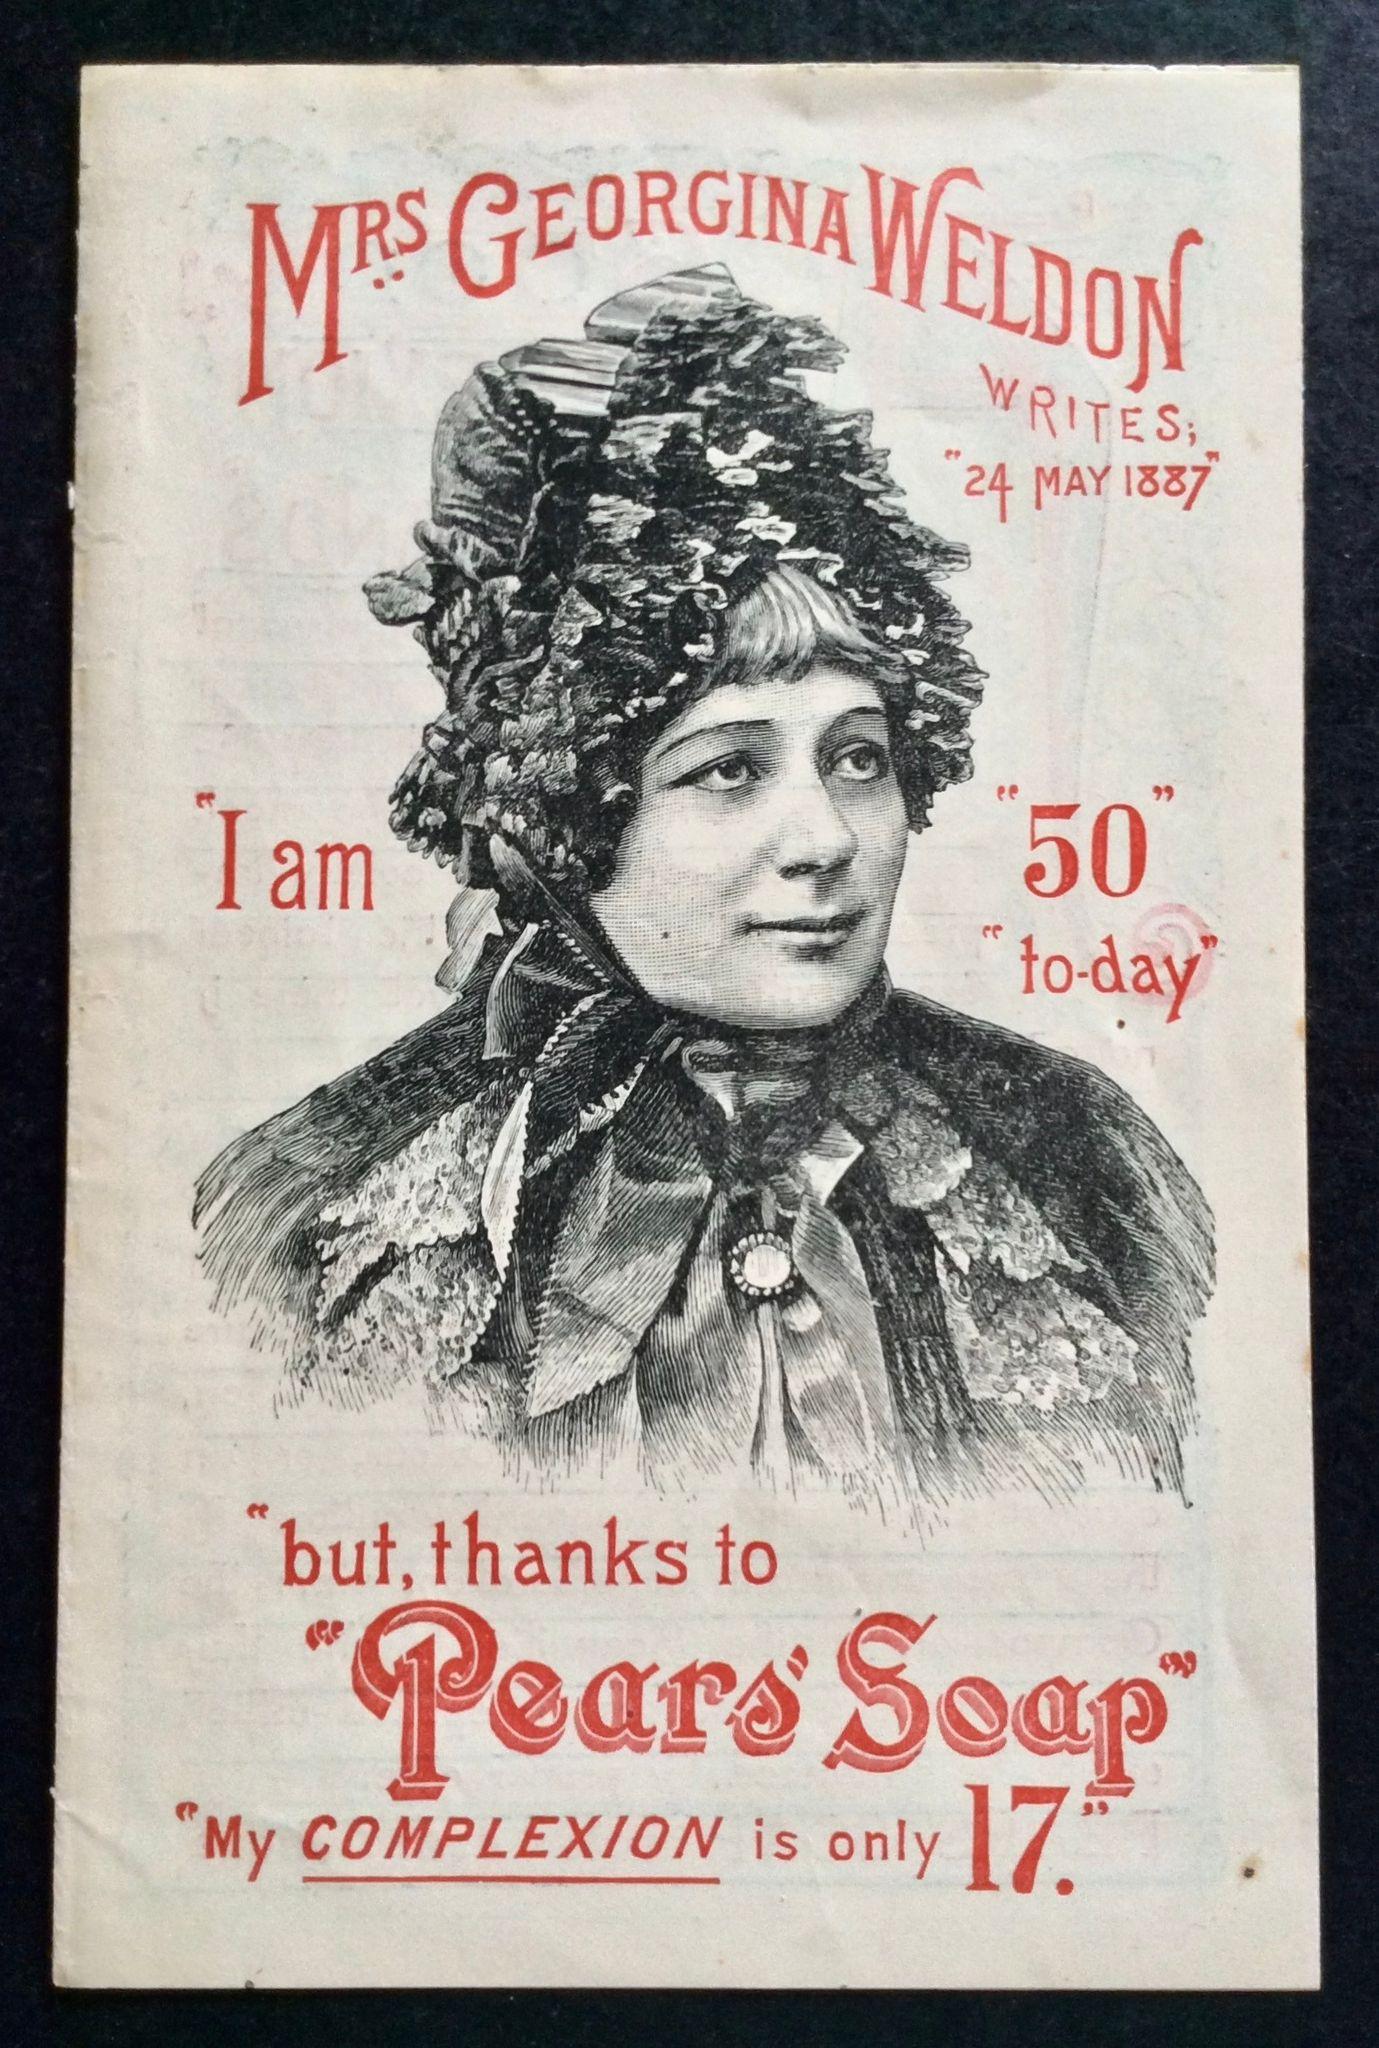 MRS GEORGINA WELDON
WRITES;
"24 MAY 1887"
"I am "50"
"to-day"
"but, thanks to
"Pears' Soap"
"My COMPLEXION is only 17."